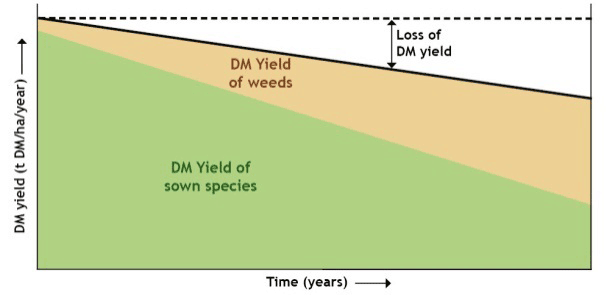 Loss of
DM yield
DM Yield
of weeds
DM Yield of
sown species
DM yield (t DM/ha/year)
Time (years)